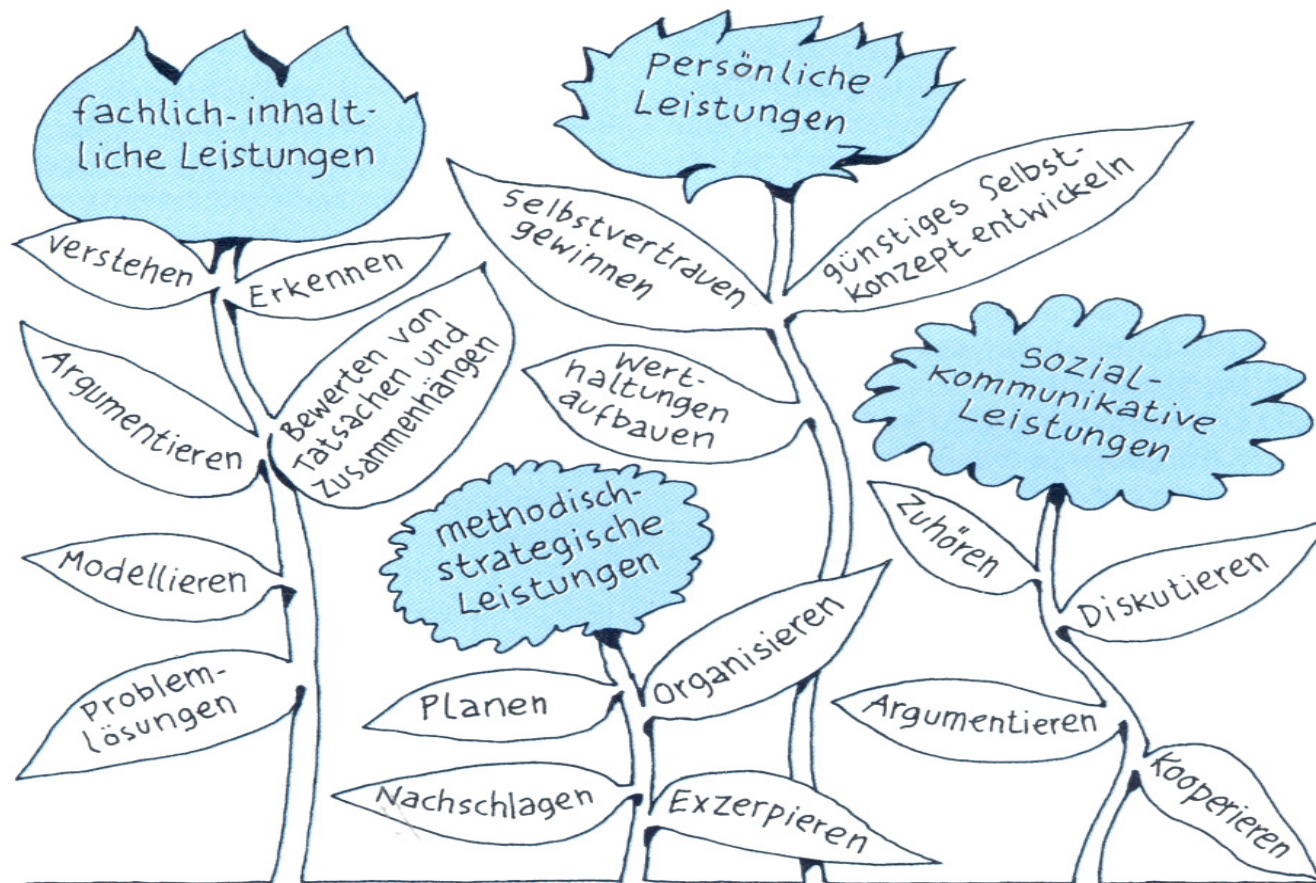 fachlich-inhalt-
liche Leistungen
Verstehen
Erkennen
Argumentieren
Bewerten von
Tatsachen und
Zusammenhängen
Modellieren
Problem-
lösungen
persönliche
Leistungen
Selbstvertrauen
gewinnen
günstiges Selbst-
konzept entwickeln
Wert-
haltungen
aufbauen
methodisch-
strategische
Leistungen
Organisieren
Planen
Nachschlagen
Exzerpieren
sozial-
kommunikative
Leistungen
Zuhören
Diskutieren
Argumentieren
Kooperieren